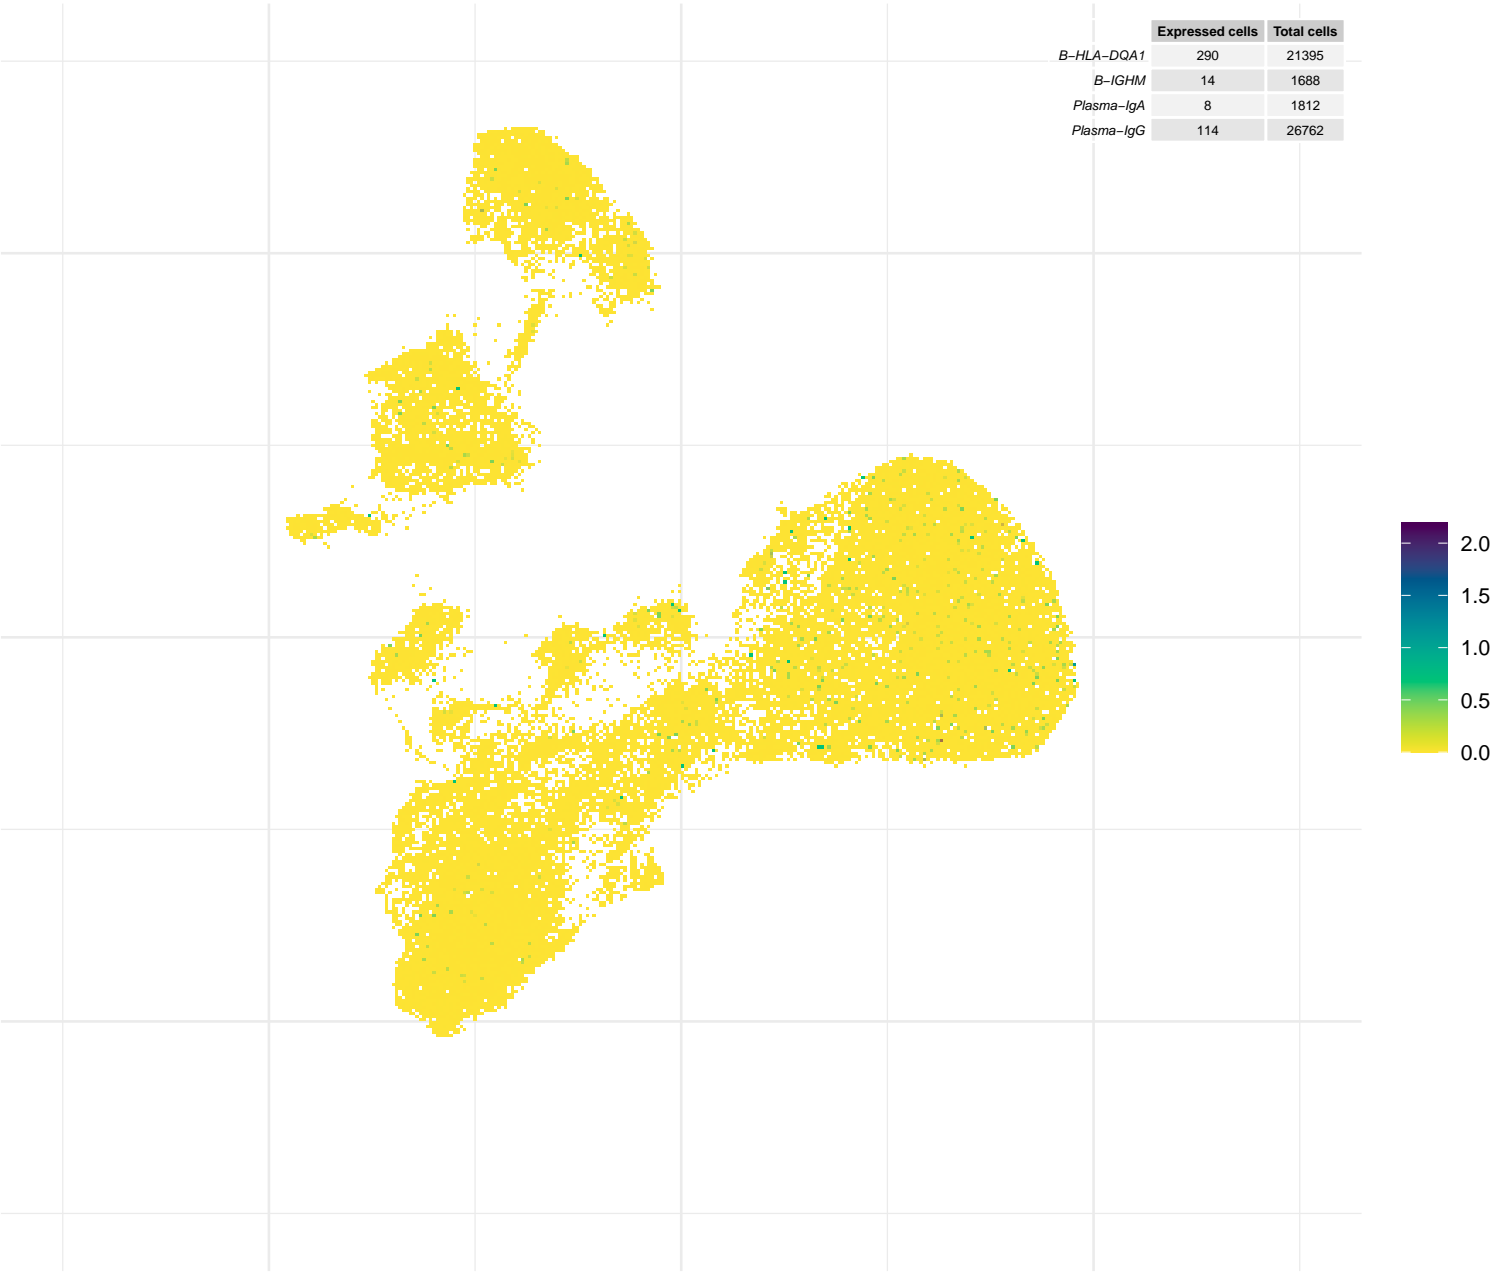 Expressed cells Total cells
B−HLA−DQA1 290 21395
B−IGHM 14 1688
Plasma−IgA 8 1812
Plasma−IgG 114 26762
2.0
1.5
1.0
0.5
0.0